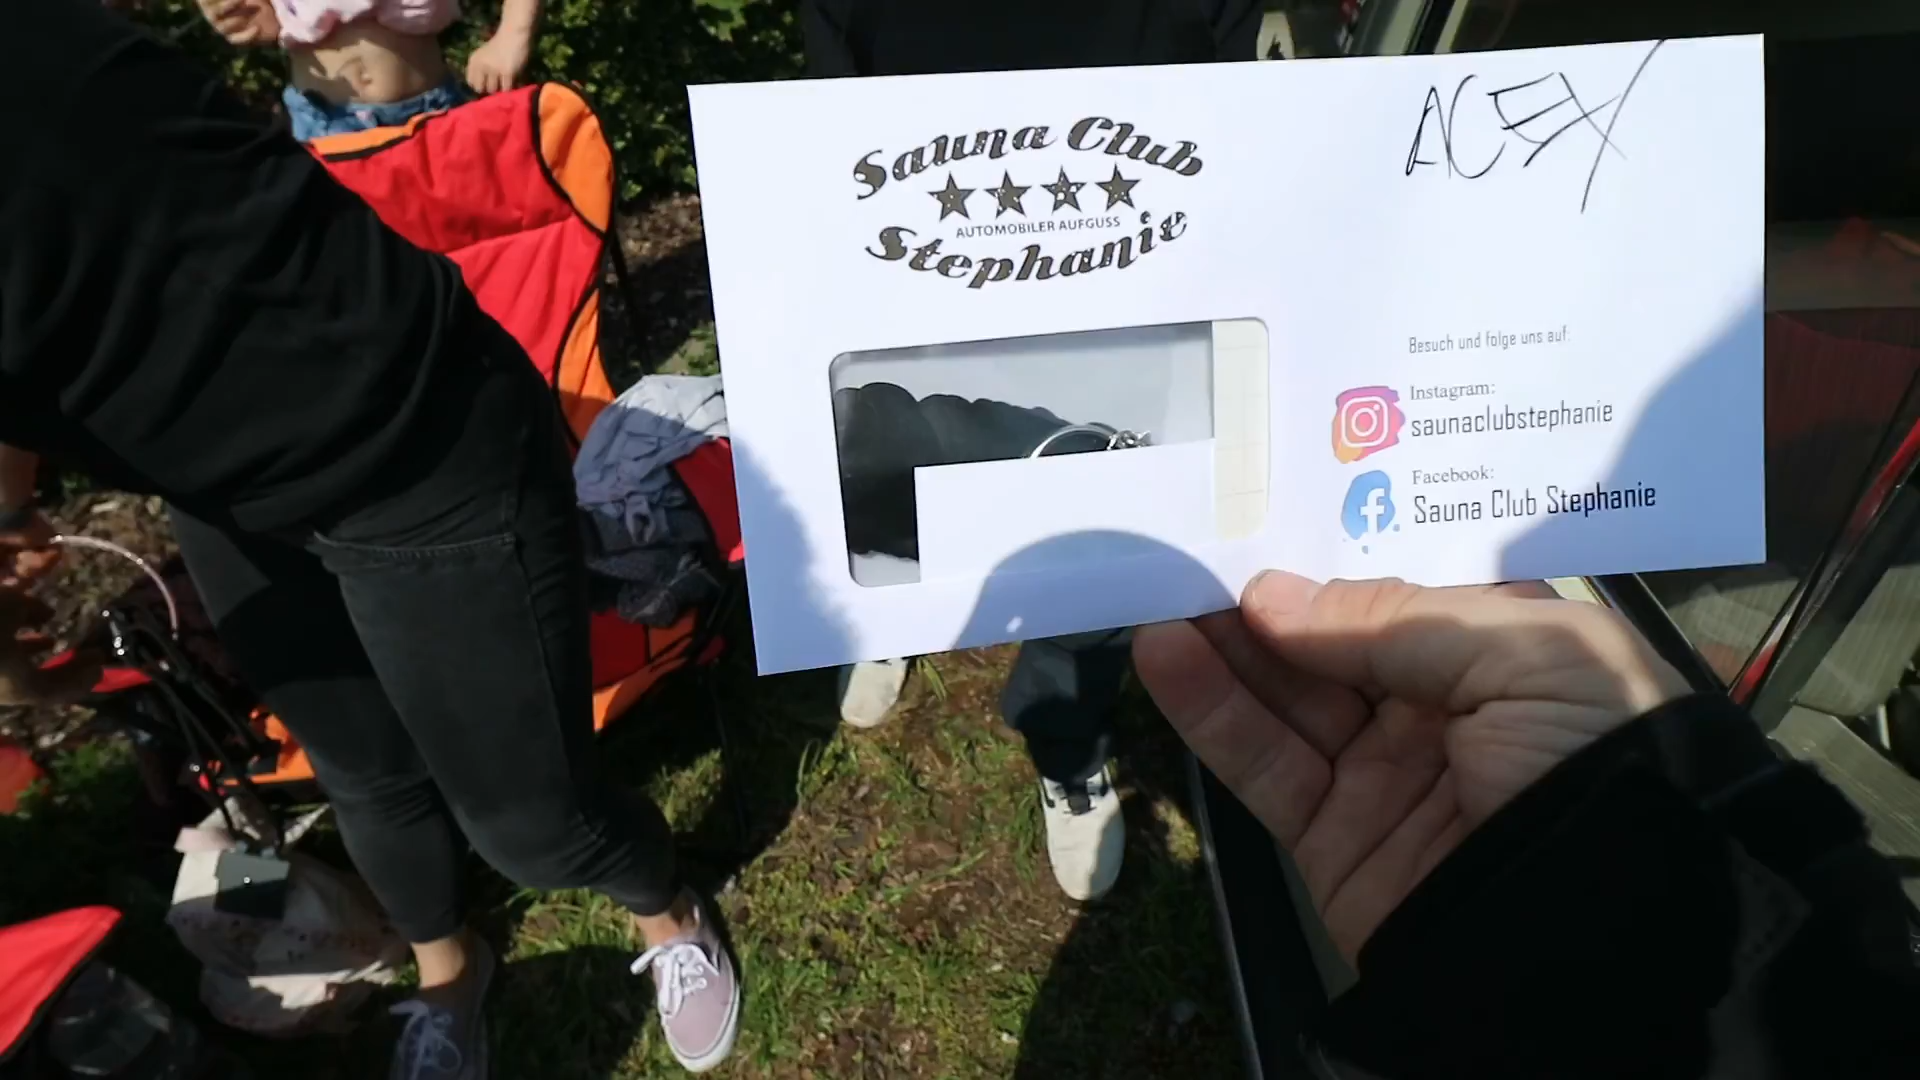 Sauna Club
AUTOMOBILER AUFGUSS
Stephanie
ACEX
Besuch und folge uns auf:
Instagram:
saunaclubstephanie
Facebook:
Sauna Club Stephanie